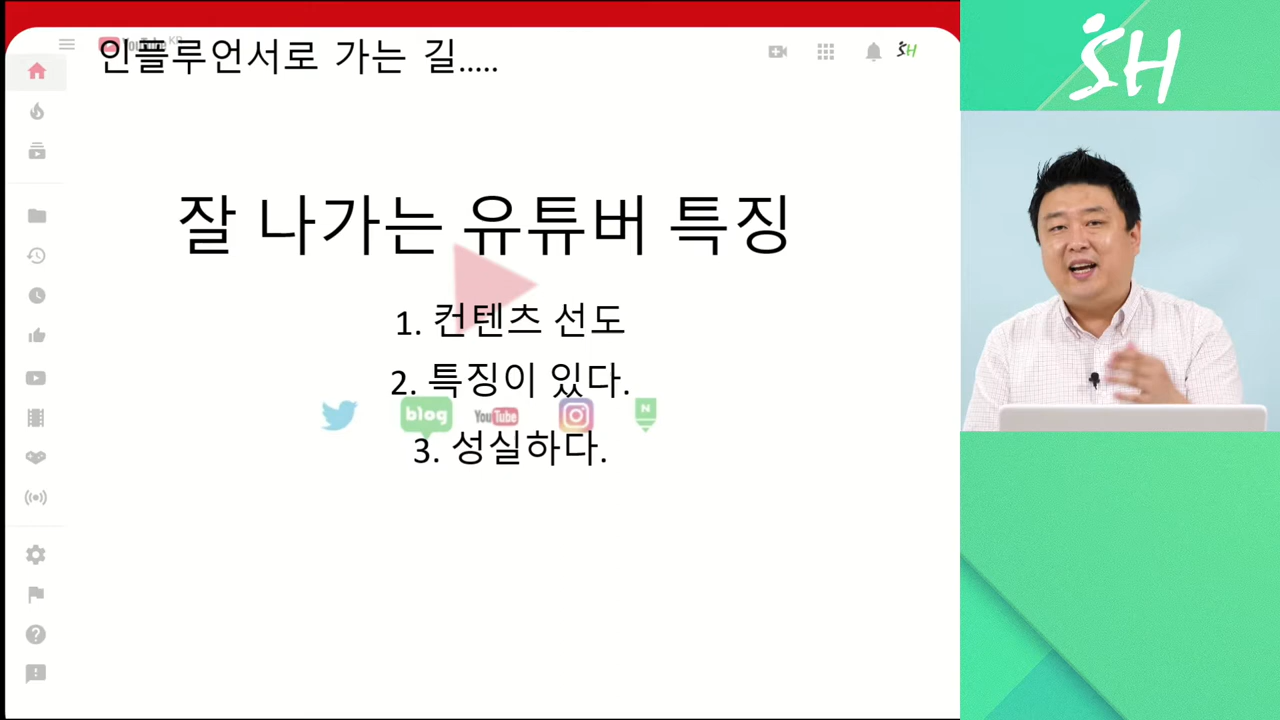 인플루언서로 가는 길.....
SH
SH
잘 나가는 유튜버 특징
1. 컨텐츠 선도
2. 특징이 있다.
blog
YouTube
N
3. 성실하다.